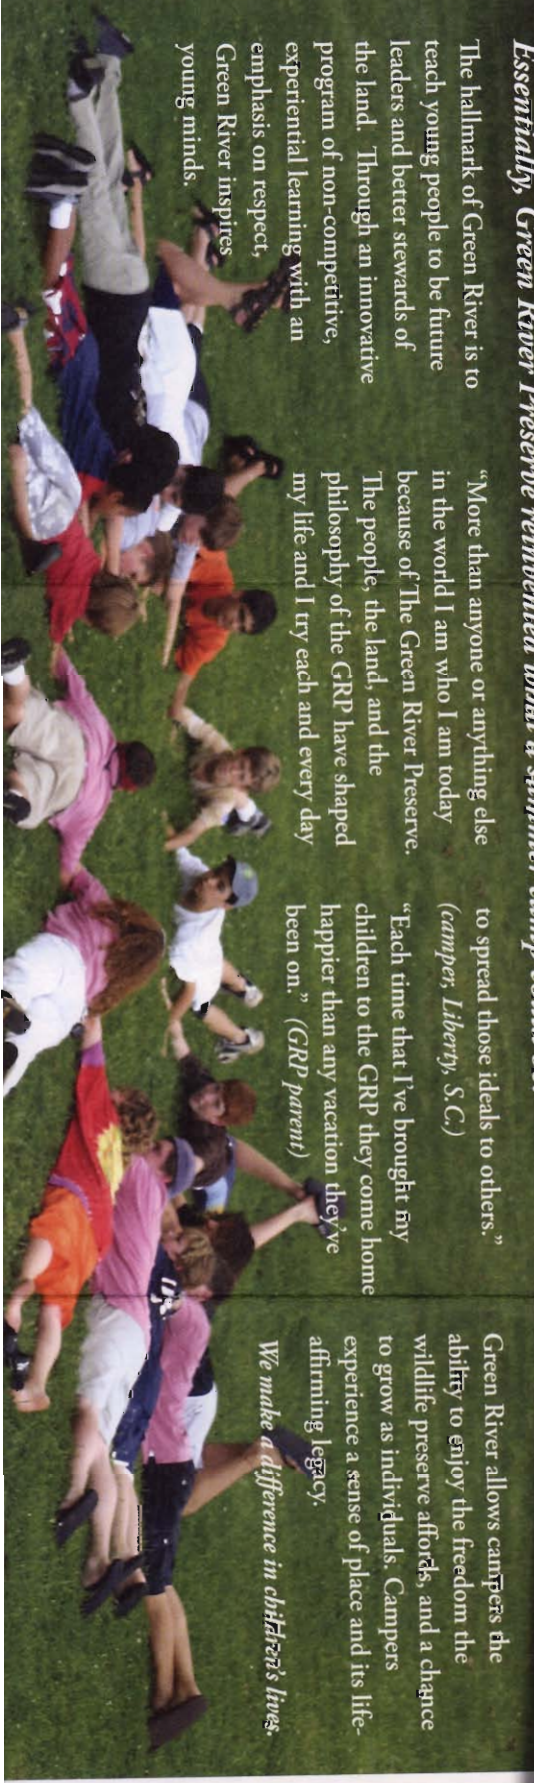 Essentially, Green River Preserve reinvented what a summer camp
The hallmark of Green River is to
teach young people to be future
leaders and better stewards of
the land. Through an innovative
program of non-competitive,
experiential learning with an
emphasis on respect,
Green River inspires
young minds.
“More than anyone or anything else
in the world I am who I am today
because of The Green River Preserve.
The people, the land, and the
philosophy of the GRP have shaped
my life and I try each and every day
to spread those ideals to others.”
(camper, Liberty, S.C.)
“Each time that I’ve brought my
children to the GRP they come home
happier than any vacation they’ve
been on.” (GRP parent)
Green River allows campers the
ability to enjoy the freedom the
wildlife preserve affords, and a chance
to grow as individuals. Campers
experience a sense of place and its life-
affirming legacy.
We make a difference in children’s lives.